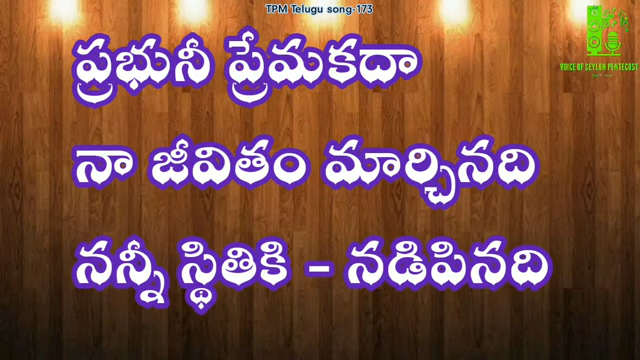 TPM Telugu song-173
VOICE OF CEYLON PENTECOST
ప్రభునీ ప్రేమకదా
నా జీవితం మార్చినది
నన్నీ స్థితికి - నడిపినది